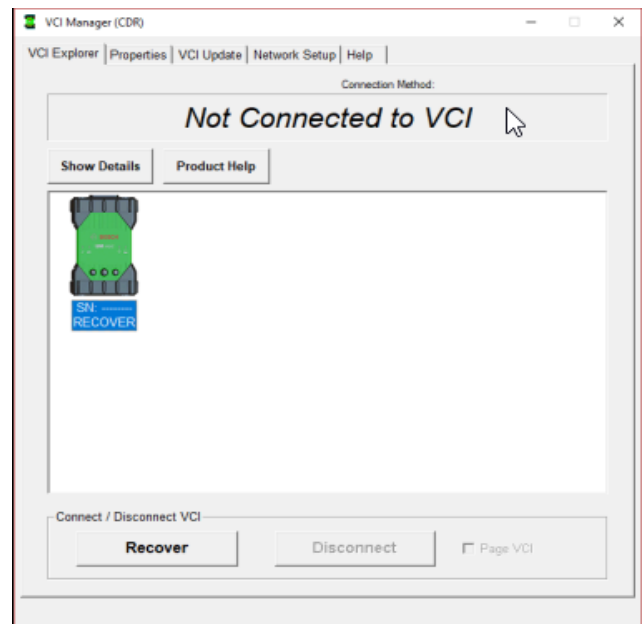 VCI Manager (CDR)
VCI Explorer Properties VCI Update Network Setup Help
Connection Method:
Not Connected to VCI
Show Details Product Help
BOSCH
SN: --------
RECOVER
Connect / Disconnect VCI
Recover Disconnect Page VCI